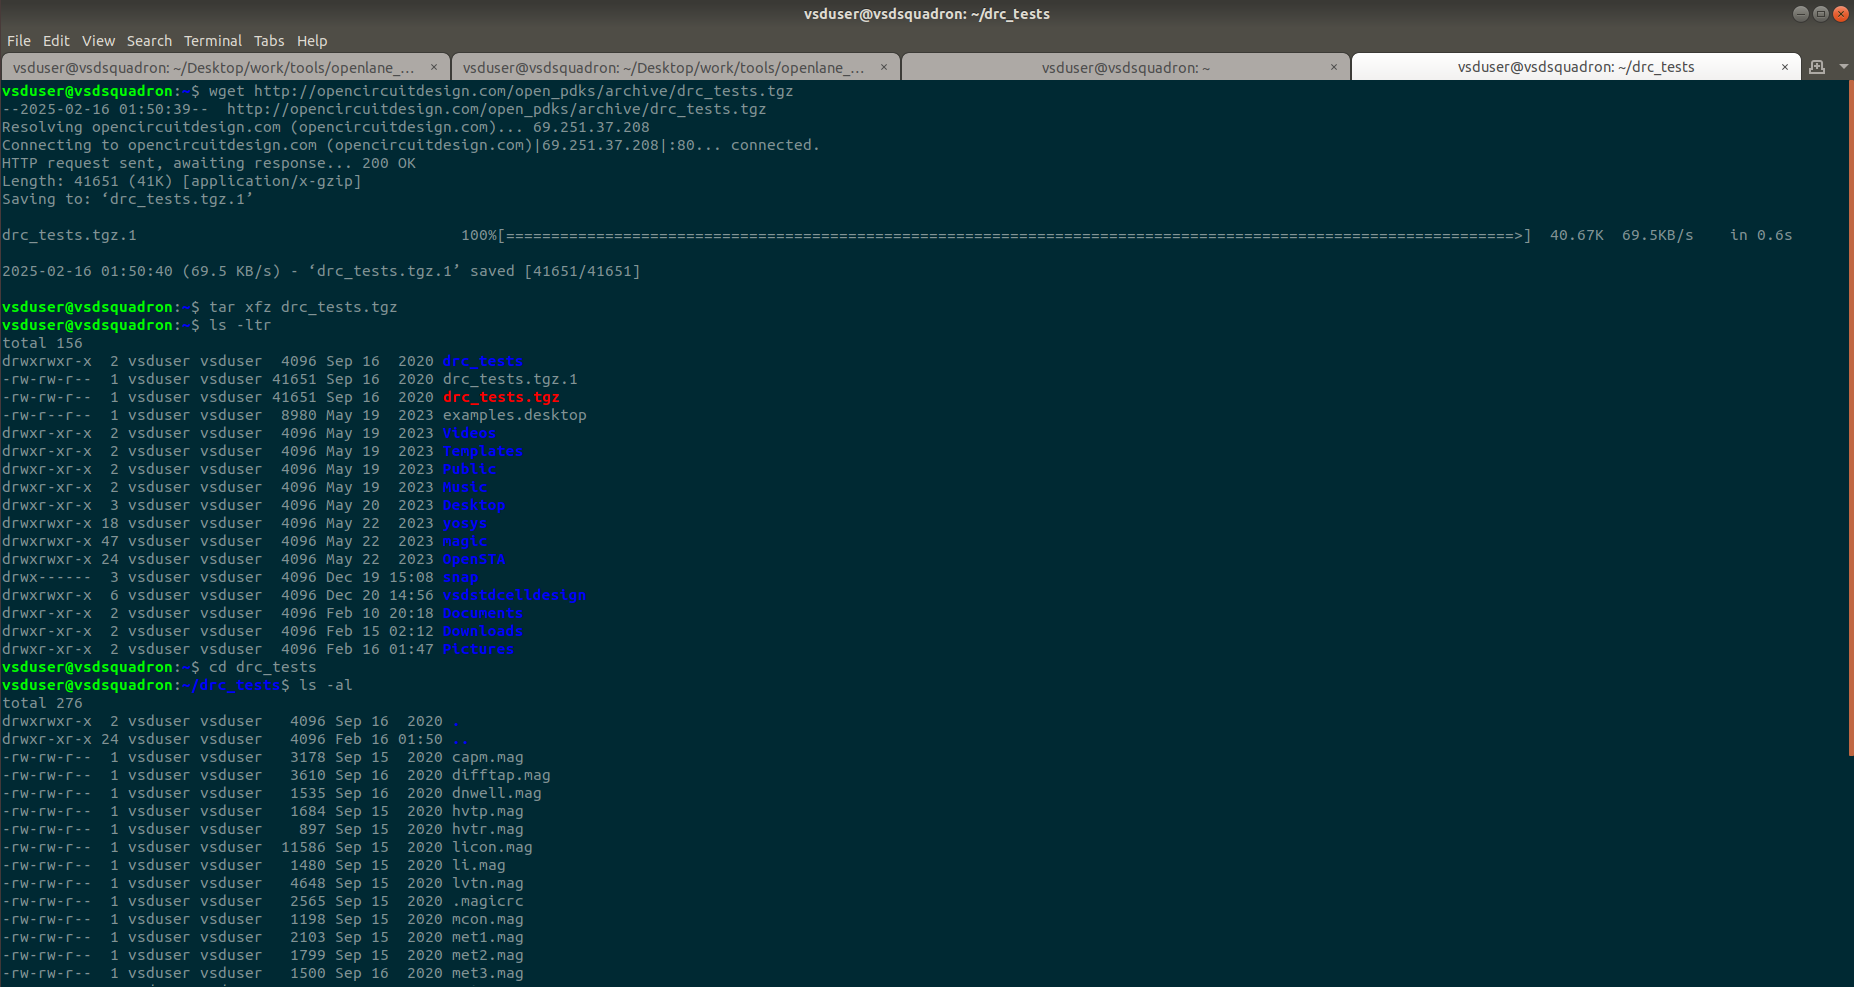 vsduser@vsdsquadron: ~/drc_tests
File Edit View Search Terminal Tabs Help
vsduser@vsdsquadron: ~/Desktop/work/tools/openlane_... × vsduser@vsdsquadron: ~/Desktop/work/tools/openlane_... × vsduser@vsdsquadron: ~ × vsduser@vsdsquadron: ~/drc_tests ×
vsduser@vsdsquadron:~$ wget http://opencircuitdesign.com/open_pdks/archive/drc_tests.tgz
--2025-02-16 01:50:39--  http://opencircuitdesign.com/open_pdks/archive/drc_tests.tgz
Resolving opencircuitdesign.com (opencircuitdesign.com)... 69.251.37.208
Connecting to opencircuitdesign.com (opencircuitdesign.com)|69.251.37.208|:80... connected.
HTTP request sent, awaiting response... 200 OK
Length: 41651 (41K) [application/x-gzip]
Saving to: ‘drc_tests.tgz.1’
drc_tests.tgz.1 100%[================================================================================================================>] 40.67K 69.5KB/s in 0.6s
2025-02-16 01:50:40 (69.5 KB/s) - ‘drc_tests.tgz.1’ saved [41651/41651]
vsduser@vsdsquadron:~$ tar xfz drc_tests.tgz
vsduser@vsdsquadron:~$ ls -ltr
total 156
drwxrwxr-x  2 vsduser vsduser  4096 Sep 16  2020 drc_tests
-rw-rw-r--  1 vsduser vsduser 41651 Sep 16  2020 drc_tests.tgz.1
-rw-rw-r--  1 vsduser vsduser 41651 Sep 16  2020 drc_tests.tgz
-rw-r--r--  1 vsduser vsduser  8980 May 19  2023 examples.desktop
drwxr-xr-x  2 vsduser vsduser  4096 May 19  2023 Videos
drwxr-xr-x  2 vsduser vsduser  4096 May 19  2023 Templates
drwxr-xr-x  2 vsduser vsduser  4096 May 19  2023 Public
drwxr-xr-x  2 vsduser vsduser  4096 May 19  2023 Music
drwxr-xr-x  3 vsduser vsduser  4096 May 20  2023 Desktop
drwxrwxr-x 18 vsduser vsduser  4096 May 22  2023 yosys
drwxrwxr-x 47 vsduser vsduser  4096 May 22  2023 magic
drwxrwxr-x 24 vsduser vsduser  4096 May 22  2023 OpenSTA
drwx------  3 vsduser vsduser  4096 Dec 19 15:08 snap
drwxrwxr-x  6 vsduser vsduser  4096 Dec 20 14:56 vsdstdcelldesign
drwxr-xr-x  2 vsduser vsduser  4096 Feb 10 20:18 Documents
drwxr-xr-x  2 vsduser vsduser  4096 Feb 15 02:12 Downloads
drwxr-xr-x  2 vsduser vsduser  4096 Feb 16 01:47 Pictures
vsduser@vsdsquadron:~$ cd drc_tests
vsduser@vsdsquadron:~/drc_tests$ ls -al
total 276
drwxrwxr-x  2 vsduser vsduser   4096 Sep 16  2020 .
drwxr-xr-x 24 vsduser vsduser   4096 Feb 16 01:50 ..
-rw-rw-r--  1 vsduser vsduser   3178 Sep 15  2020 capm.mag
-rw-rw-r--  1 vsduser vsduser   3610 Sep 16  2020 difftap.mag
-rw-rw-r--  1 vsduser vsduser   1535 Sep 16  2020 dnwell.mag
-rw-rw-r--  1 vsduser vsduser   1684 Sep 15  2020 hvtp.mag
-rw-rw-r--  1 vsduser vsduser    897 Sep 15  2020 hvtr.mag
-rw-rw-r--  1 vsduser vsduser  11586 Sep 15  2020 licon.mag
-rw-rw-r--  1 vsduser vsduser   1480 Sep 15  2020 li.mag
-rw-rw-r--  1 vsduser vsduser   4648 Sep 15  2020 lvtn.mag
-rw-rw-r--  1 vsduser vsduser   2565 Sep 15  2020 .magicrc
-rw-rw-r--  1 vsduser vsduser   1198 Sep 15  2020 mcon.mag
-rw-rw-r--  1 vsduser vsduser   2103 Sep 15  2020 met1.mag
-rw-rw-r--  1 vsduser vsduser   1799 Sep 15  2020 met2.mag
-rw-rw-r--  1 vsduser vsduser   1500 Sep 16  2020 met3.mag